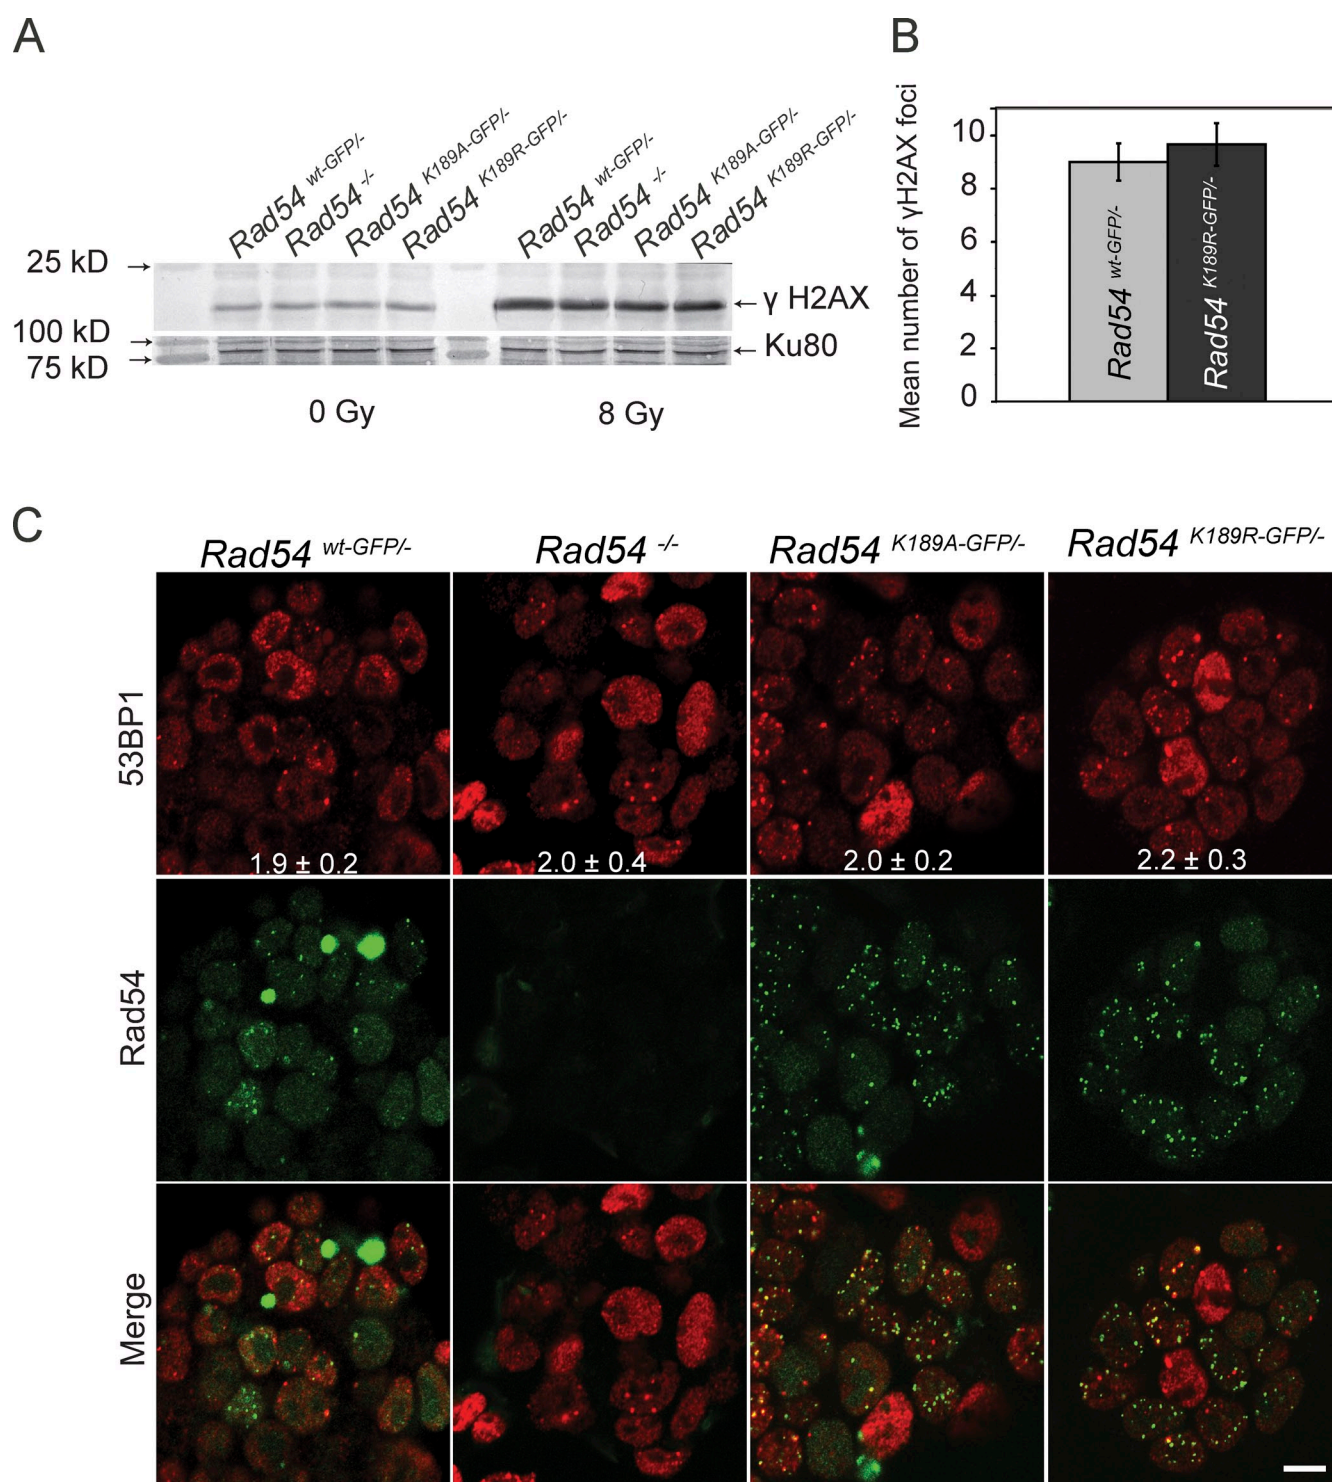 A
B
Rad54 wt-GFP/-
Rad54 -/-
Rad54 K189A-GFP/-
Rad54 K189R-GFP/-
Rad54 wt-GFP/-
Rad54 -/-
Rad54 K189A-GFP/-
Rad54 K189R-GFP/-
25 kD
γ H2AX
100 kD
Ku80
75 kD
0 Gy
8 Gy
Mean number of γH2AX foci
10
8
6
4
2
0
Rad54 wt-GFP/-
Rad54 K189R-GFP/-
C
Rad54 wt-GFP/-
Rad54 -/-
Rad54 K189A-GFP/-
Rad54 K189R-GFP/-
53BP1
1.9 ± 0.2
2.0 ± 0.4
2.0 ± 0.2
2.2 ± 0.3
Rad54
Merge